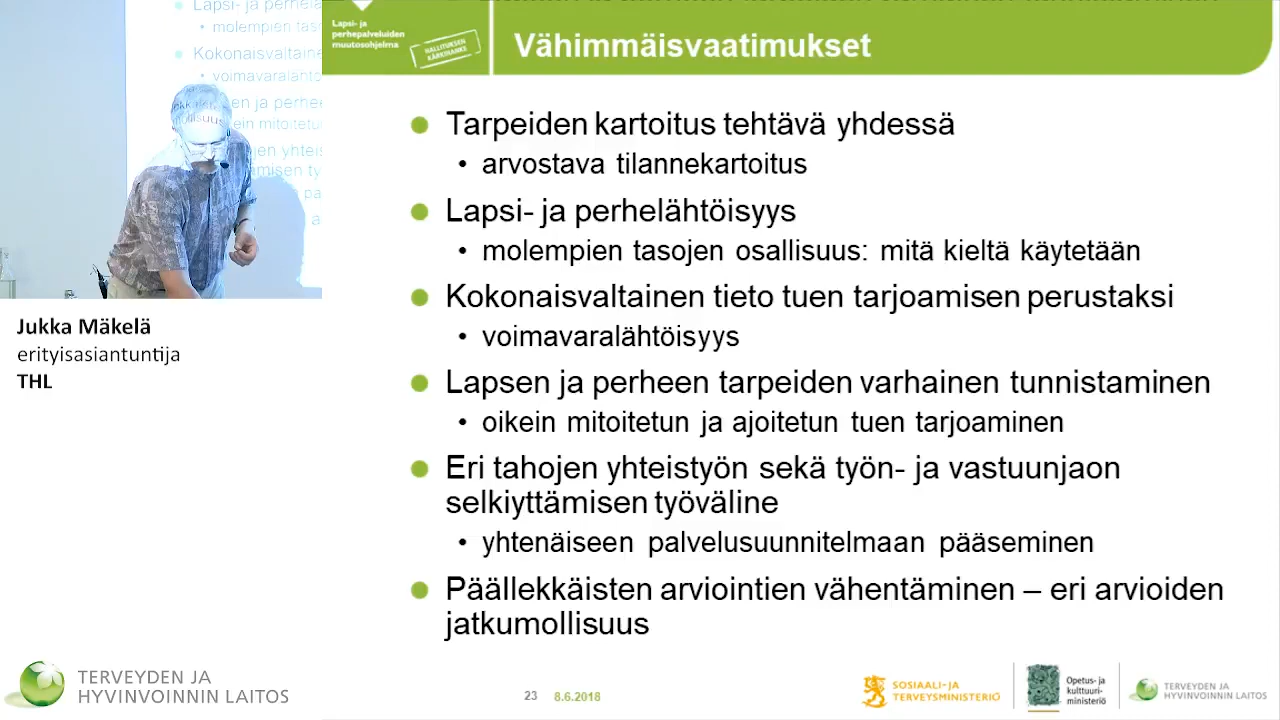 Lapsi- ja
perhepalveluiden
muutosohjelma
HALLITUKSEN
KÄRKIHANKE
Vähimmäisvaatimukset
Tarpeiden kartoitus tehtävä yhdessä
• arvostava tilannekartoitus
Lapsi- ja perhelähtöisyys
• molempien tasojen osallisuus: mitä kieltä käytetään
Kokonaisvaltainen tieto tuen tarjoamisen perustaksi
• voimavaralähtöisyys
Lapsen ja perheen tarpeiden varhainen tunnistaminen
• oikein mitoitetun ja ajoitetun tuen tarjoaminen
Eri tahojen yhteistyön sekä työn- ja vastuunjaon
selkiyttämisen työväline
• yhtenäiseen palvelusuunnitelmaan pääseminen
Päällekkäisten arviointien vähentäminen – eri arvioiden
jatkumollisuus
Jukka Mäkelä
erityisasiantuntija
THL
TERVEYDEN JA
HYVINVOINNIN LAITOS
23 8.6.2018
SOSIAALI- JA
TERVEYSMINISTERIÖ
Opetus- ja
kulttuuri-
ministeriö
TERVEYDEN JA
HYVINVOINNIN LAITOS